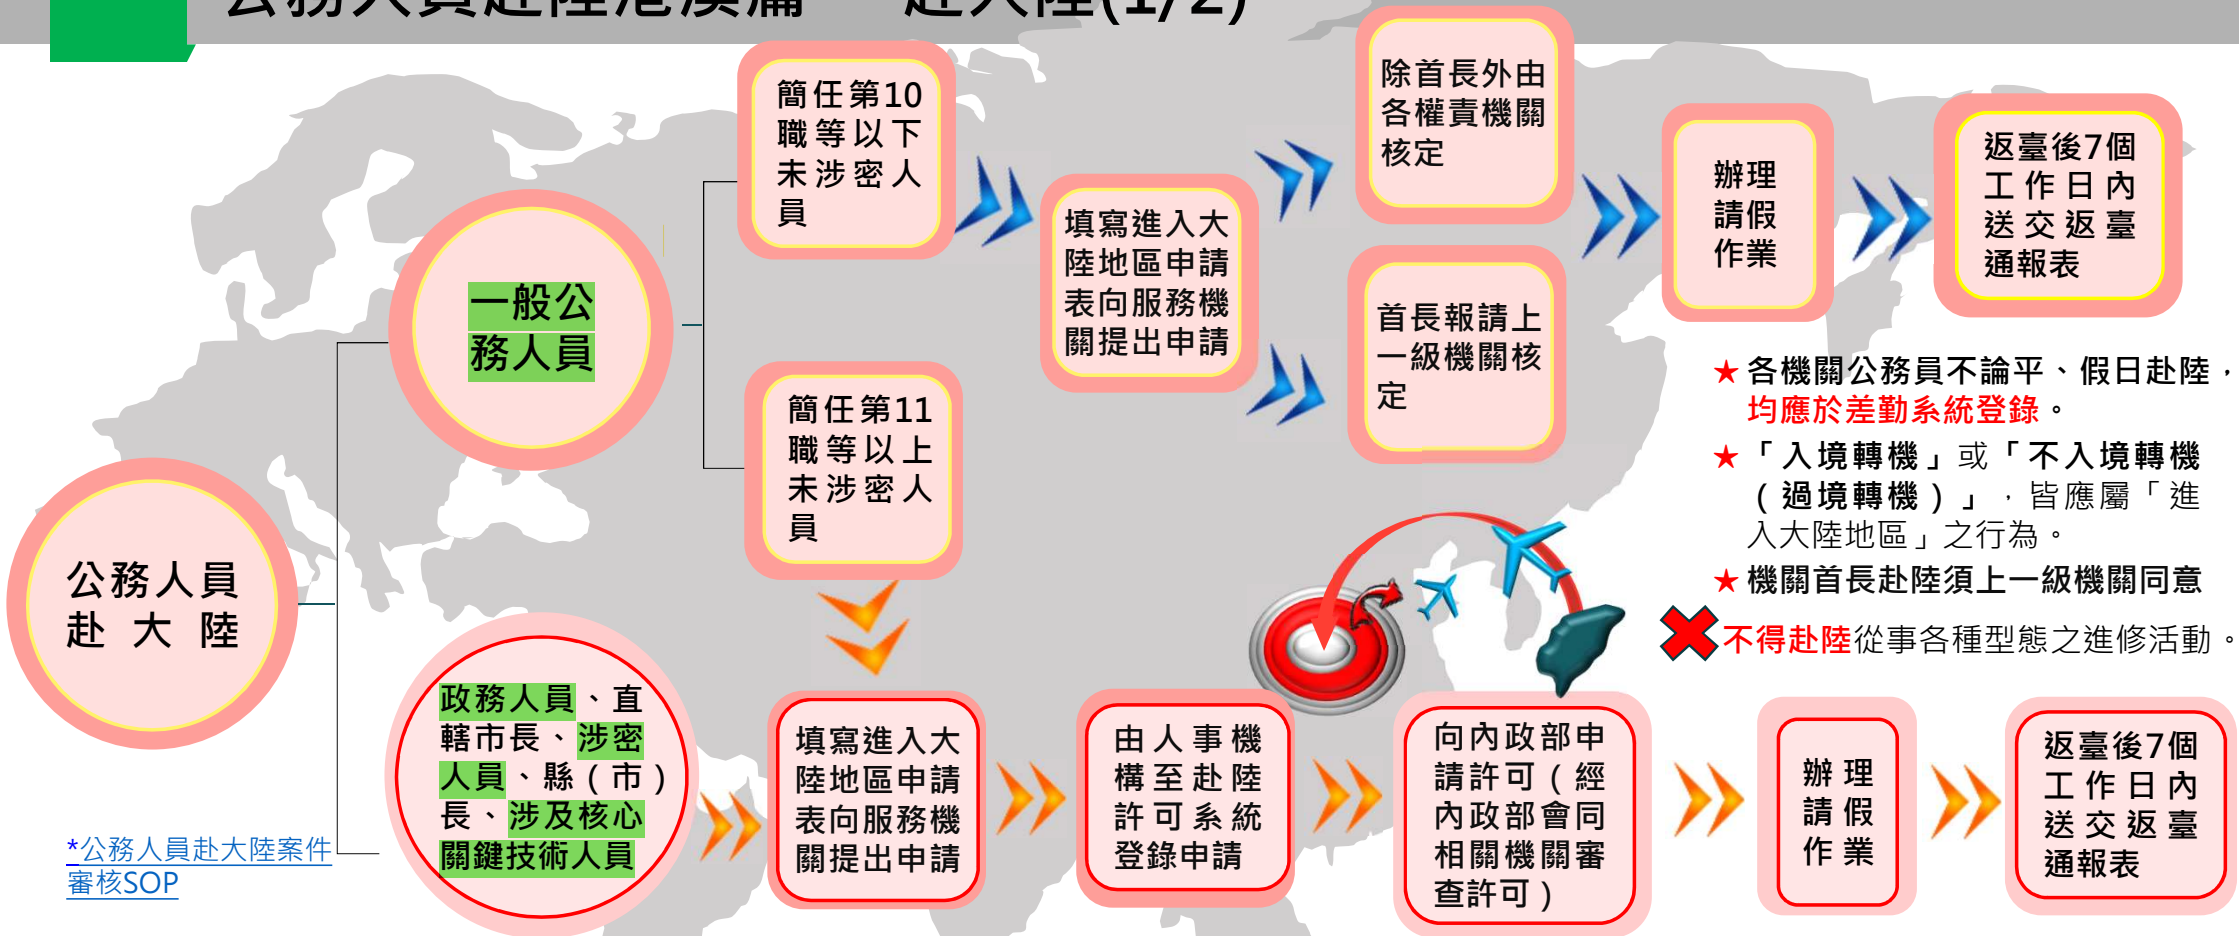 公務人員赴陸港澳篇 赴大陸(1/2)
公務人員
赴大陸
一般公
務人員
政務人員、直
轄市長、涉密
人員、縣(市)
長、涉及核心
關鍵技術人員
*公務人員赴大陸案件
審核SOP
簡任第10
職等以下
未涉密人
員
簡任第11
職等以上
未涉密人
員
填寫進入大
陸地區申請
表向服務機
關提出申請
除首長外由
各權責機關
核定
首長報請上
一級機關核
定
辦理
請假
作業
返臺後7個
工作日內
送交返臺
通報表
★各機關公務員不論平、假日赴陸，
均應於差勤系統登錄。
★「入境轉機」或「不入境轉機
(過境轉機)」，皆應屬「進
入大陸地區」之行為。
★機關首長赴陸須上一級機關同意
不得赴陸從事各種型態之進修活動。
填寫進入大
陸地區申請
表向服務機
關提出申請
由人事機
構至赴陸
許可系統
登錄申請
向內政部申
請許可(經
內政部會同
相關機關審
查許可)
辦理
請假
作業
返臺後7個
工作日內
送交返臺
通報表